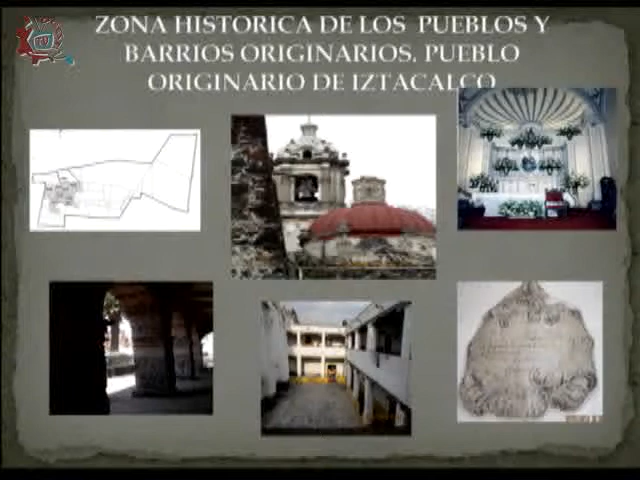 ZONA HISTORICA DE LOS PUEBLOS Y
BARRIOS ORIGINARIOS. PUEBLO
ORIGINARIO DE IZTACALCO